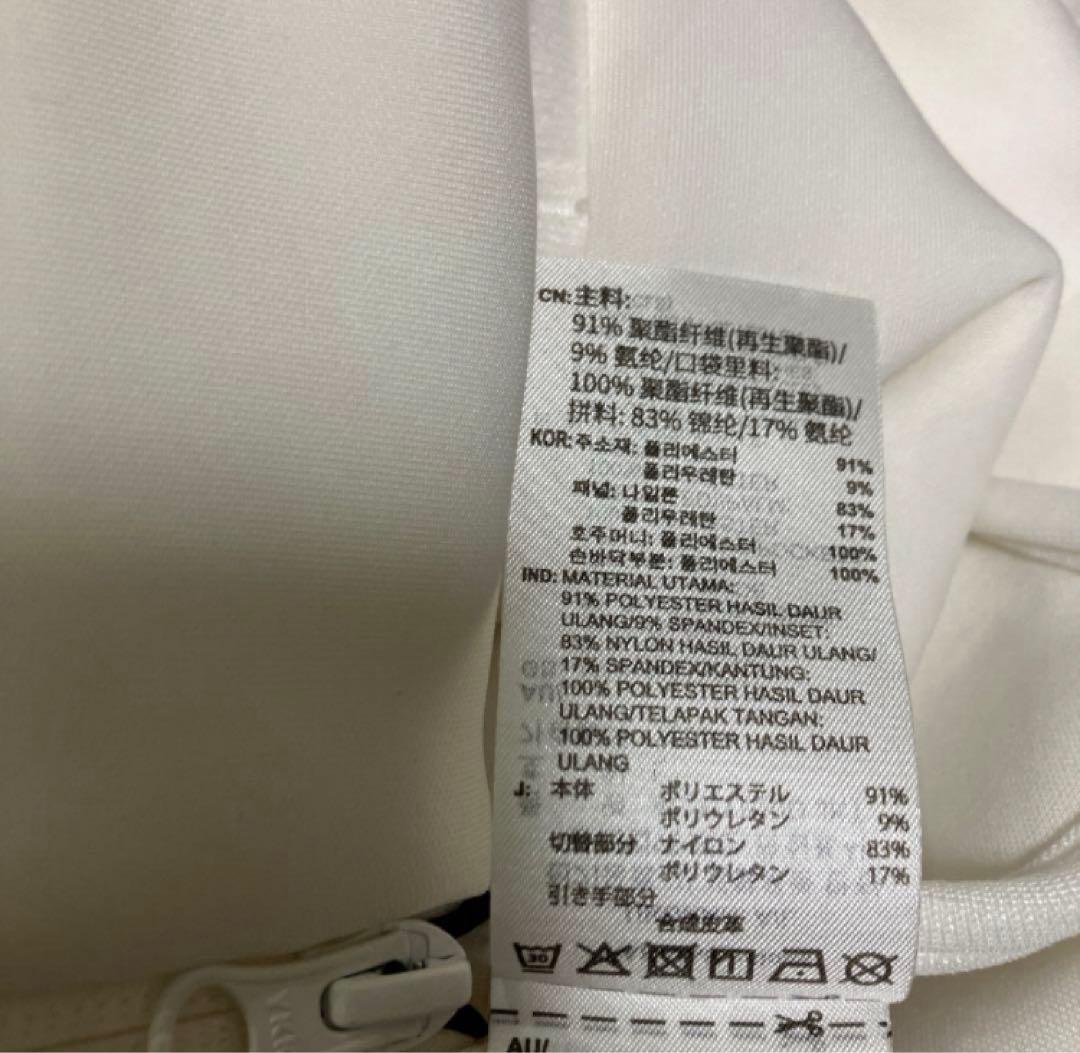 CN: 主料:
91% 聚酯纤维(再生聚酯)/
9% 氨纶/口袋里料:
100% 聚酯纤维(再生聚酯)/
拼料: 83% 锦纶/17% 氨纶
KOR: 주소재: 폴리에스터 91%
폴리우레탄 9%
패널: 나일론 83%
폴리우레탄 17%
호주머니: 폴리에스터 100%
손바닥부분: 폴리에스터 100%
IND: MATERIAL UTAMA:
91% POLYESTER HASIL DAUR
ULANG/9% SPANDEX/INSET:
83% NYLON HASIL DAUR ULANG/
17% SPANDEX/KANTUNG:
100% POLYESTER HASIL DAUR
ULANG/TELAPAK TANGAN:
100% POLYESTER HASIL DAUR
ULANG
J: 本体 ポリエステル 91%
ポリウレタン 9%
切替部分 ナイロン 83%
ポリウレタン 17%
引き手部分
合成皮革
30
AU/